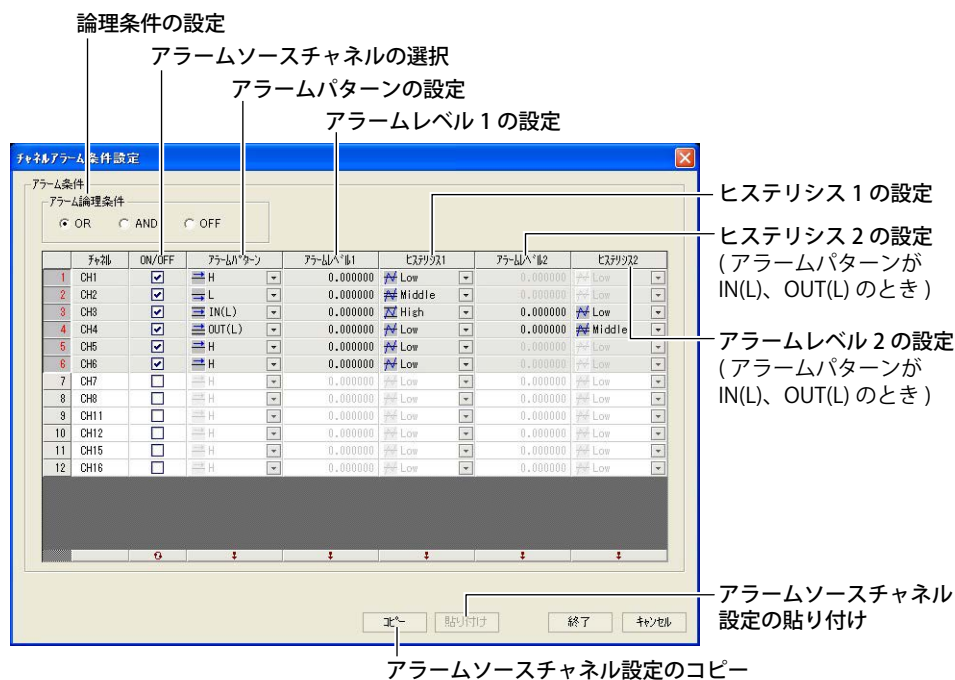 論理条件の設定
アラームソースチャネルの選択
アラームパターンの設定
アラームレベル 1 の設定
チャネルアラーム条件設定
アラーム条件
アラーム論理条件
OR AND OFF
チャネル ON/OFF アラームパターン アラームレベル1 ヒステリシス1 アラームレベル2 ヒステリシス2
1 CH1 H 0.000000 Low 0.000000 Low
2 CH2 L 0.000000 Middle 0.000000 Low
3 CH3 IN(L) 0.000000 High 0.000000 Low
4 CH4 OUT(L) 0.000000 Low 0.000000 Middle
5 CH5 H 0.000000 Low 0.000000 Low
6 CH6 H 0.000000 Low 0.000000 Low
7 CH7 H 0.000000 Low 0.000000 Low
8 CH8 H 0.000000 Low 0.000000 Low
9 CH11 H 0.000000 Low 0.000000 Low
10 CH12 H 0.000000 Low 0.000000 Low
11 CH15 H 0.000000 Low 0.000000 Low
12 CH16 H 0.000000 Low 0.000000 Low
コピー 貼り付け 終了 キャンセル
ヒステリシス 1 の設定
ヒステリシス 2 の設定
( アラームパターンが
IN(L)、OUT(L) のとき )
アラームレベル 2 の設定
( アラームパターンが
IN(L)、OUT(L) のとき )
アラームソースチャネル
設定の貼り付け
アラームソースチャネル設定のコピー